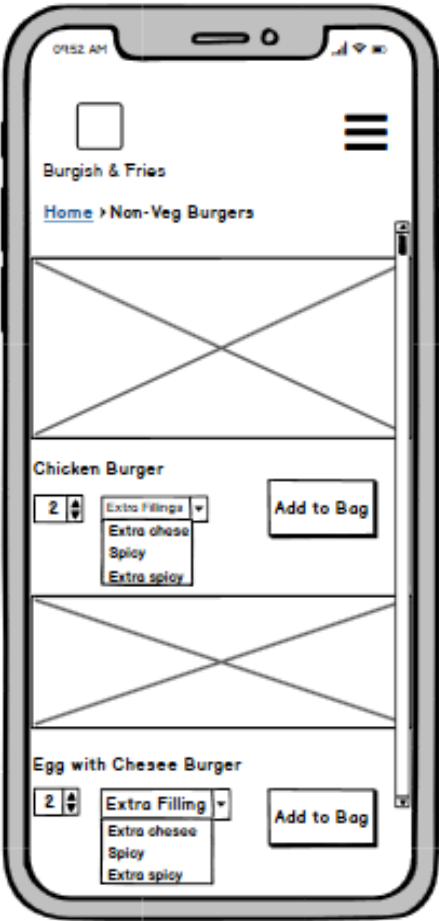 09:52 AM
Burgish & Fries
Home > Non-Veg Burgers
Chicken Burger
2
Extra Fillings
Add to Bag
Extra chese
Spicy
Extra spicy
Egg with Chesee Burger
2
Extra Filling
Add to Bag
Extra chesee
Spicy
Extra spicy